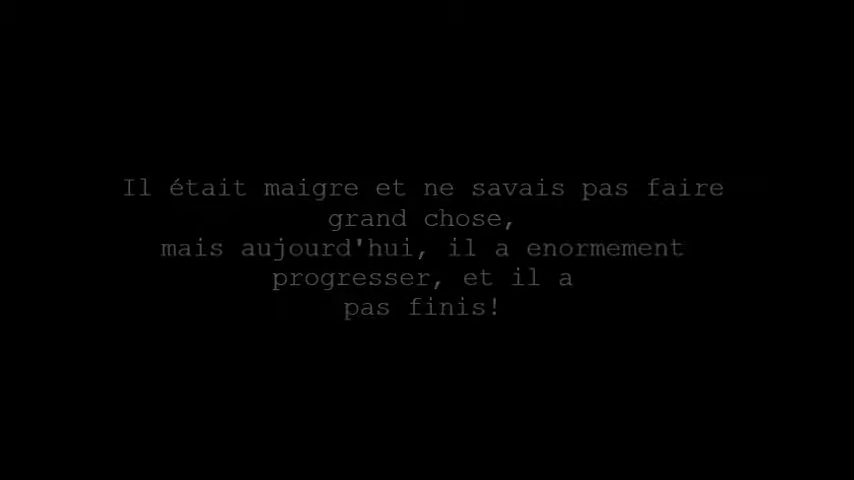 Il était maigre et ne savais pas faire
grand chose,
mais aujourd'hui, il a enormement
progresser, et il a
pas finis!